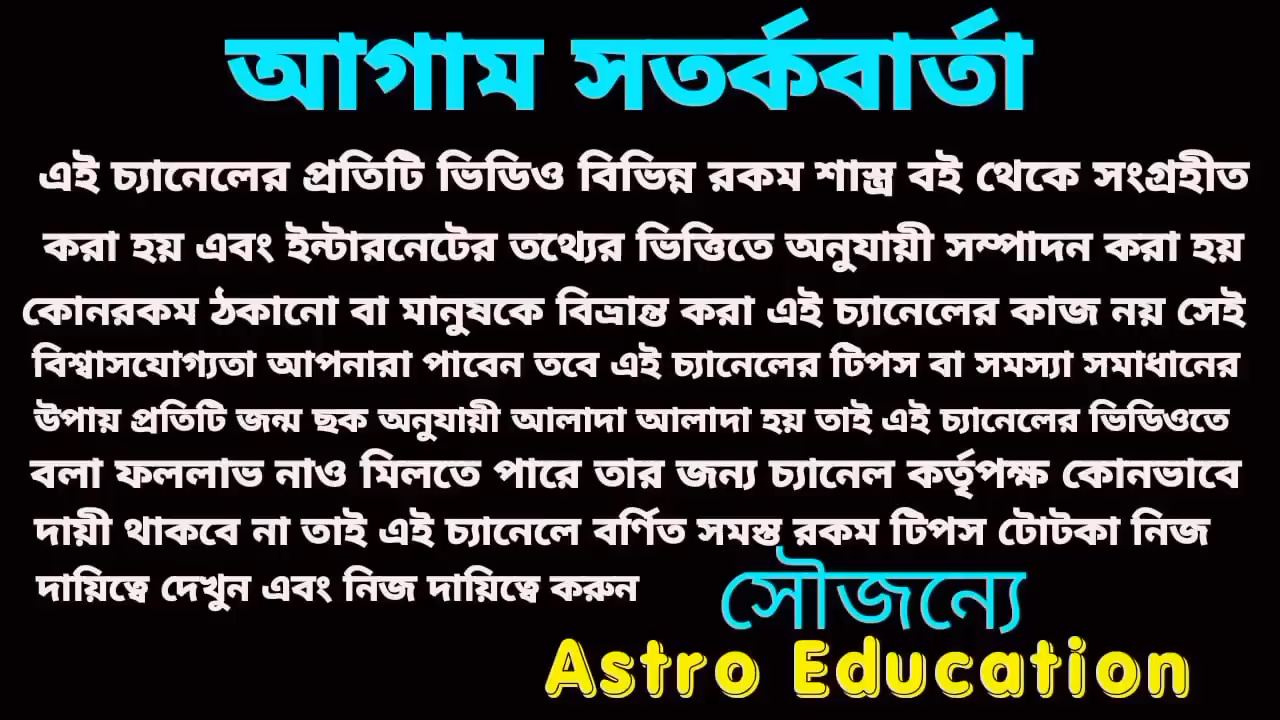 আগাম সতর্কবার্তা
এই চ্যানেলের প্রতিটি ভিডিও বিভিন্ন রকম শাস্ত্র বই থেকে সংগ্রহীত
করা হয় এবং ইন্টারনেটের তথ্যের ভিত্তিতে অনুযায়ী সম্পাদন করা হয়
কোনরকম ঠকানো বা মানুষকে বিভ্রান্ত করা এই চ্যানেলের কাজ নয় সেই
বিশ্বাসযোগ্যতা আপনারা পাবেন তবে এই চ্যানেলের টিপস বা সমস্যা সমাধানের
উপায় প্রতিটি জন্ম ছক অনুযায়ী আলাদা আলাদা হয় তাই এই চ্যানেলের ভিডিওতে
বলা ফললাভ নাও মিলতে পারে তার জন্য চ্যানেল কর্তৃপক্ষ কোনভাবে
দায়ী থাকবে না তাই এই চ্যানেলে বর্ণিত সমস্ত রকম টিপস টোটকা নিজ
দায়িত্বে দেখুন এবং নিজ দায়িত্বে করুন
সৌজন্যে
Astro Education